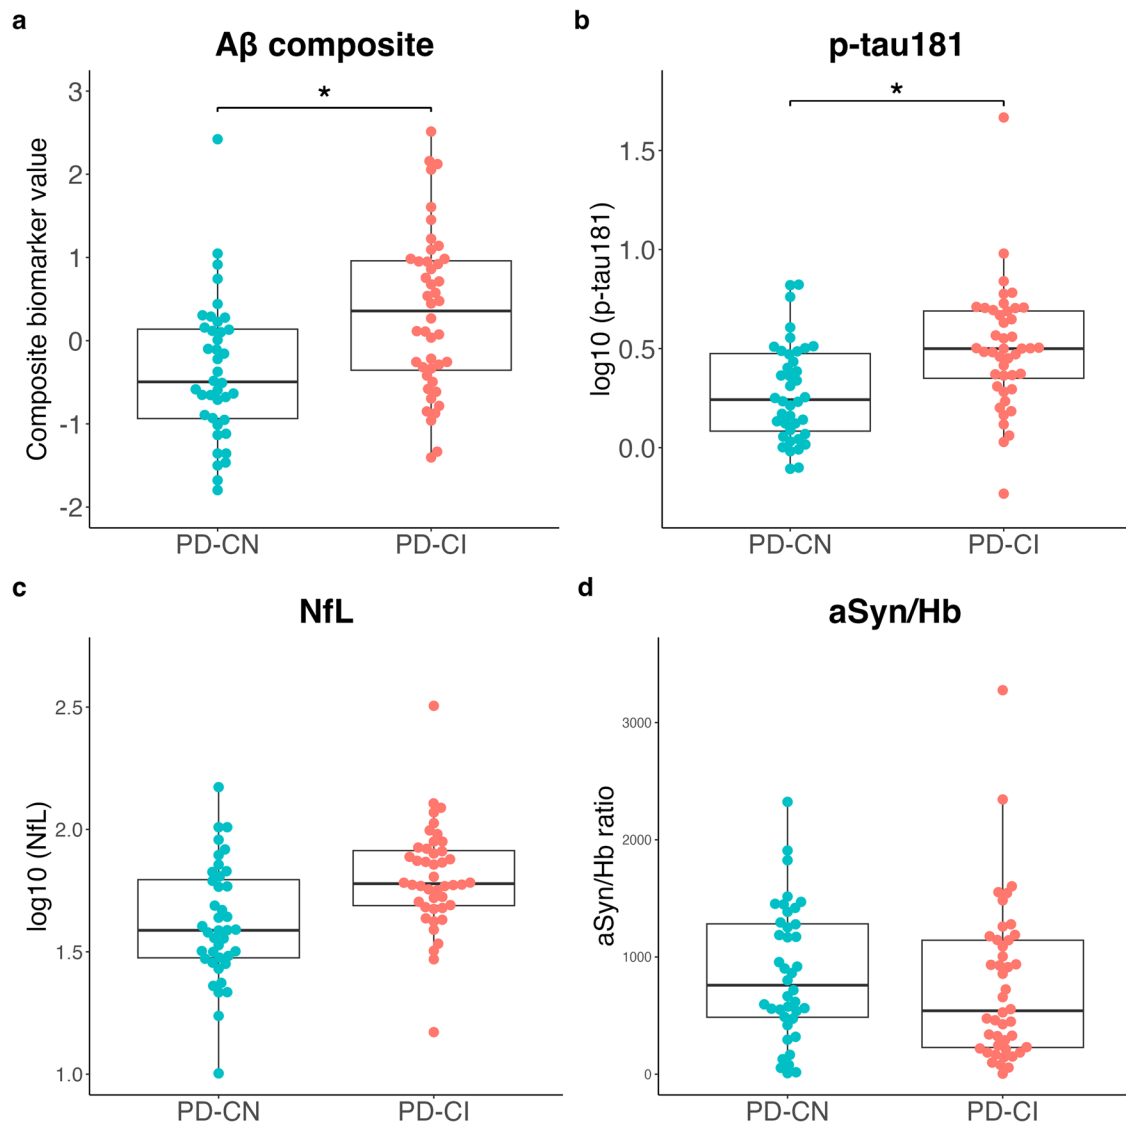 a
Aβ composite
Composite biomarker value
3
2
1
0
-1
-2
*
PD-CN
PD-CI
b
p-tau181
log10 (p-tau181)
1.5
1.0
0.5
0.0
*
PD-CN
PD-CI
c
NfL
log10 (NfL)
2.5
2.0
1.5
1.0
PD-CN
PD-CI
d
aSyn/Hb
aSyn/Hb ratio
3000
2000
1000
0
PD-CN
PD-CI